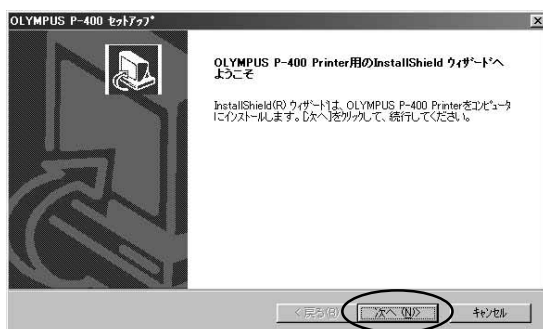 OLYMPUS P-400 ｾｯﾄｱｯﾌﾟ
OLYMPUS P-400 Printer用のInstallShield ｳｨｻﾞｰﾄﾞへ
ようこそ
InstallShield(R) ｳｨｻﾞｰﾄﾞは、OLYMPUS P-400 Printerをｺﾝﾋﾟｭｰﾀ
にｲﾝｽﾄｰﾙします。[次へ]をｸﾘｯｸして、続行してください。
< 戻る(B)
次へ (N)>
ｷｬﾝｾﾙ